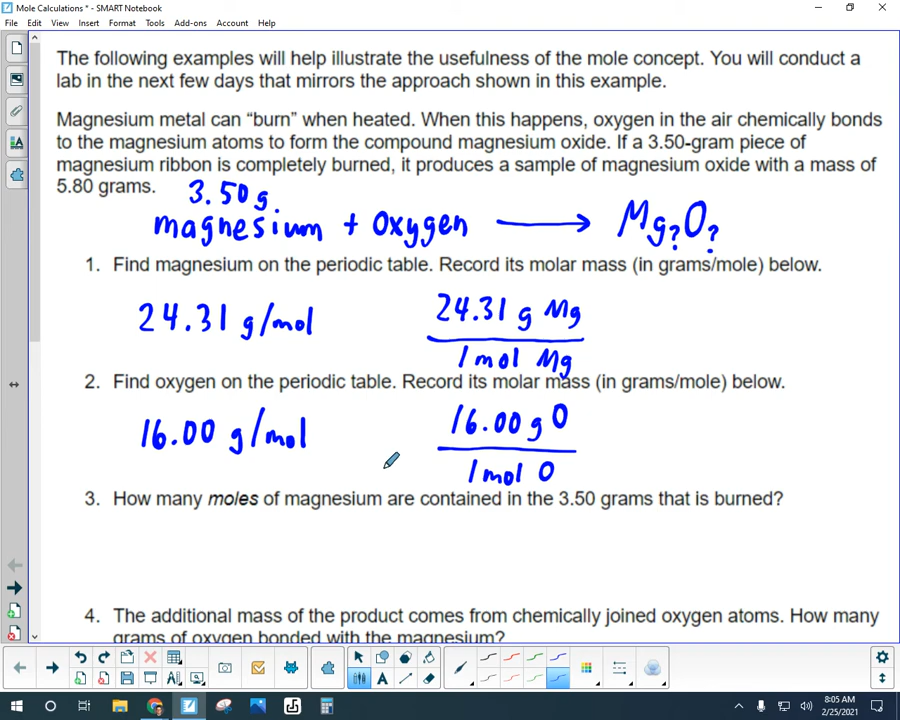 Mole Calculations * - SMART Notebook
File Edit View Insert Format Tools Add-ons Account Help
The following examples will help illustrate the usefulness of the mole concept. You will conduct a
lab in the next few days that mirrors the approach shown in this example.
Magnesium metal can “burn” when heated. When this happens, oxygen in the air chemically bonds
to the magnesium atoms to form the compound magnesium oxide. If a 3.50-gram piece of
magnesium ribbon is completely burned, it produces a sample of magnesium oxide with a mass of
5.80 grams.
3.50 g
magnesium + oxygen → Mg?O?
1. Find magnesium on the periodic table. Record its molar mass (in grams/mole) below.
24.31 g/mol
24.31 g Mg
1 mol Mg
2. Find oxygen on the periodic table. Record its molar mass (in grams/mole) below.
16.00 g/mol
16.00 g O
1 mol O
3. How many moles of magnesium are contained in the 3.50 grams that is burned?
4. The additional mass of the product comes from chemically joined oxygen atoms. How many
grams of oxygen bonded with the magnesium?
8:05 AM
2/25/2021